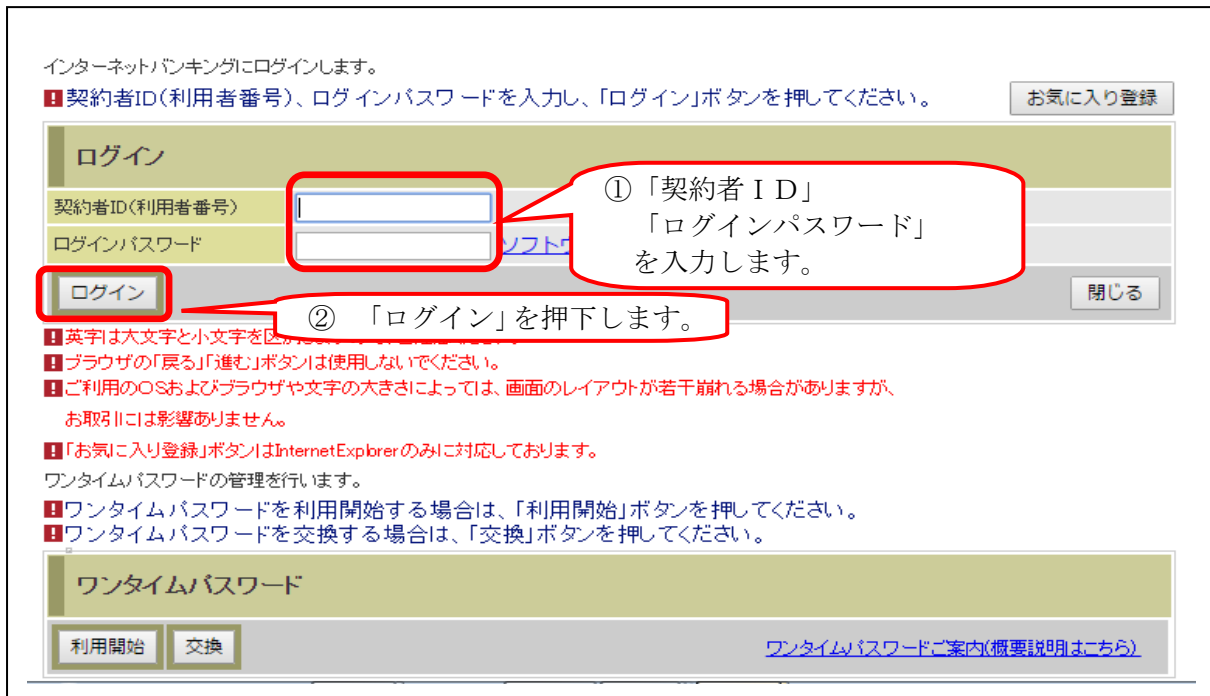 インターネットバンキングにログインします。
契約者ID(利用者番号)、ログインパスワードを入力し、「ログイン」ボタンを押してください。
お気に入り登録
ログイン
契約者ID(利用者番号)
ログインパスワード
ソフトウ
①「契約者ＩＤ」
「ログインパスワード」
を入力します。
ログイン
閉じる
② 「ログイン」を押下します。
英字は大文字と小文字を区
ブラウザの「戻る」「進む」ボタンは使用しないでください。
ご利用のOSおよびブラウザや文字の大きさによっては、画面のレイアウトが若干崩れる場合がありますが、
お取引には影響ありません。
「お気に入り登録」ボタンはInternetExplorerのみに対応しております。
ワンタイムパスワードの管理を行います。
ワンタイムパスワードを利用開始する場合は、「利用開始」ボタンを押してください。
ワンタイムパスワードを交換する場合は、「交換」ボタンを押してください。
ワンタイムパスワード
利用開始 交換 ワンタイムパスワードご案内(概要説明はこちら)